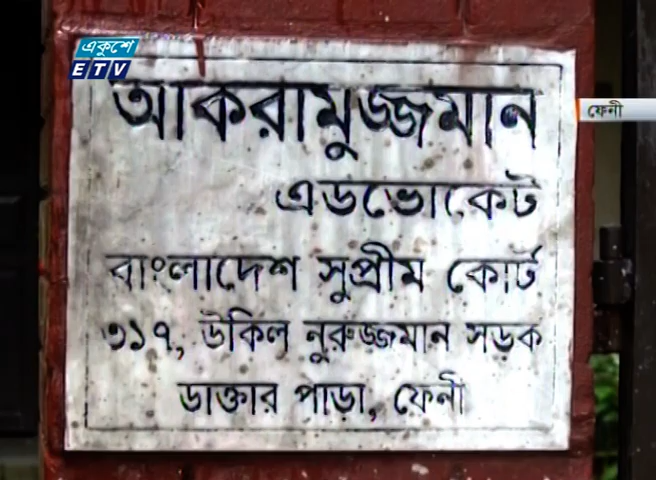 একুশে
ETV
ফেনী
আকরামুজ্জমান
এডভোকেট
বাংলাদেশ সুপ্রীম কোর্ট
৩১৭, উকিল নুরুজ্জমান সড়ক
ডাক্তার পাড়া, ফেনী